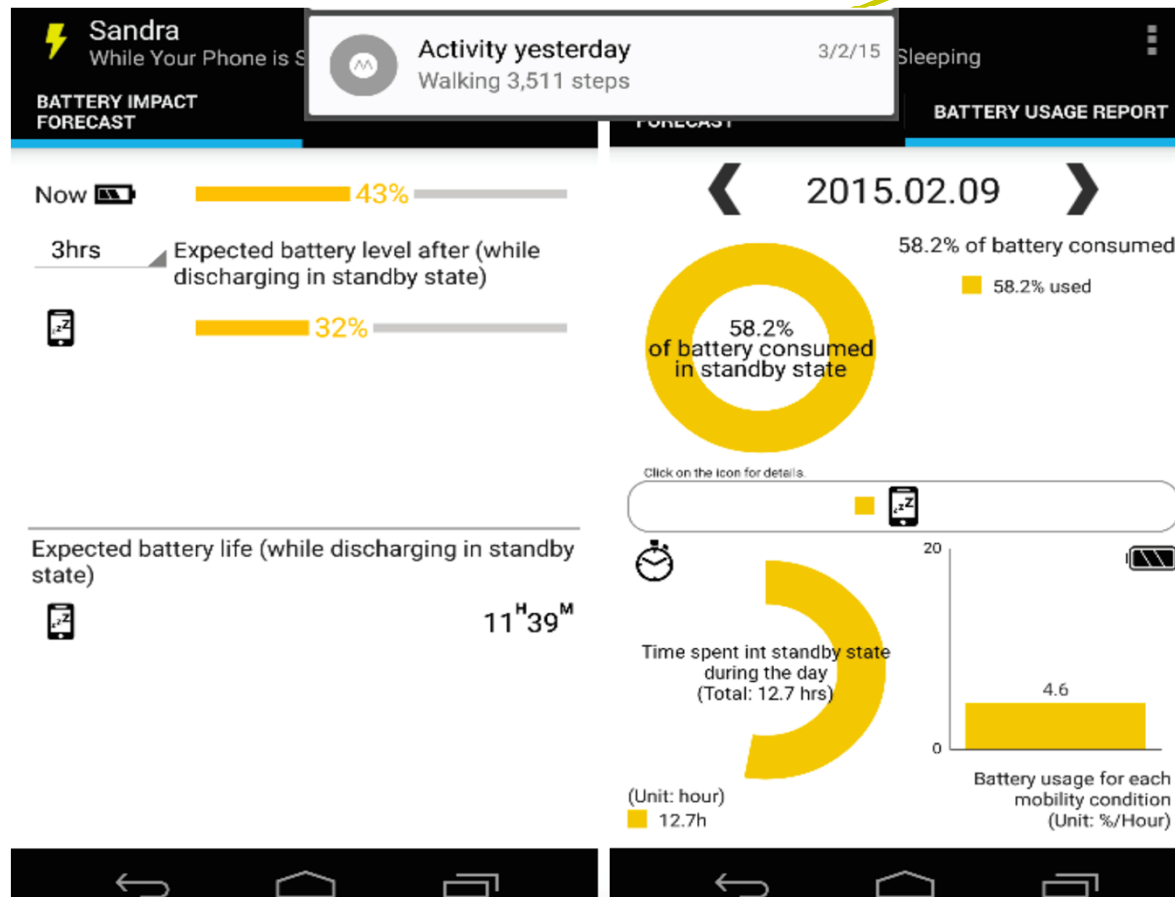 Sandra
While Your Phone is S
Activity yesterday
3/2/15
Walking 3,511 steps
Sleeping
BATTERY IMPACT
FORECAST
FORECAST
BATTERY USAGE REPORT
Now
43%
3hrs
Expected battery level after (while
discharging in standby state)
zzZ
32%
Expected battery life (while discharging in standby
state)
zzZ
11H39M
2015.02.09
58.2% of battery consumed
58.2% used
58.2%
of battery consumed
in standby state
Click on the icon for details.
zzZ
Time spent int standby state
during the day
(Total: 12.7 hrs)
(Unit: hour)
12.7h
20
4.6
0
Battery usage for each
mobility condition
(Unit: %/Hour)